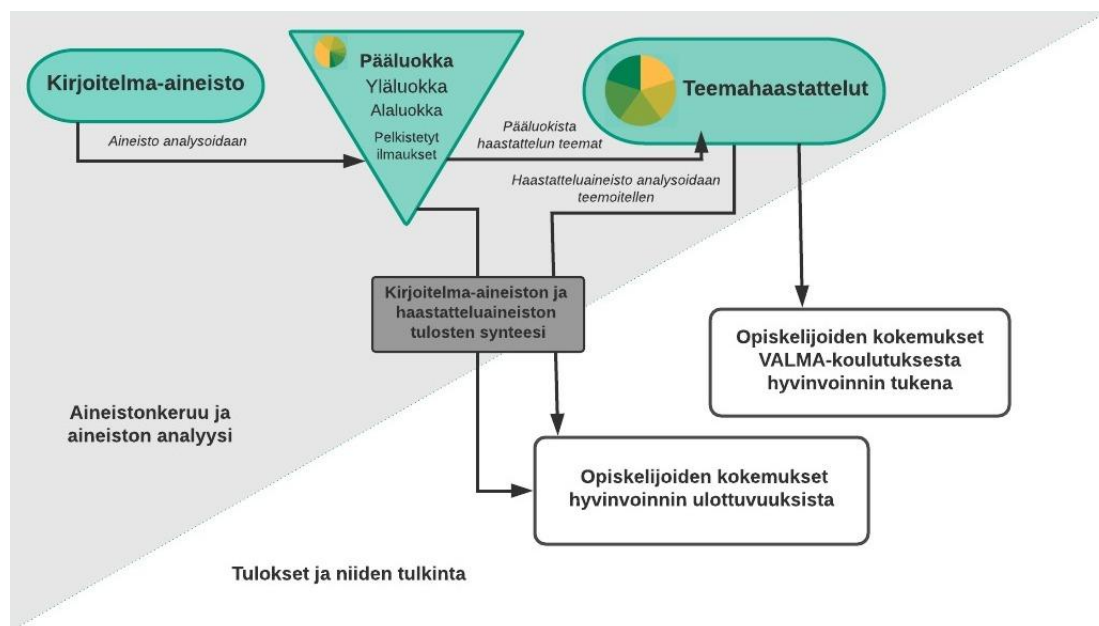 Kirjoitelma-aineisto
Aineisto analysoidaan
Pääluokka
Yläluokka
Alaluokka
Pelkistetyt
ilmaukset
Pääluokista
haastattelun teemat
Teemahaastattelut
Haastatteluaineisto analysoidaan
teemoitellen
Kirjoitelma-aineiston ja
haastatteluaineiston
tulosten synteesi
Opiskelijoiden kokemukset
VALMA-koulutuksesta
hyvinvoinnin tukena
Aineistonkeruu ja
aineiston analyysi
Opiskelijoiden kokemukset
hyvinvoinnin ulottuvuuksista
Tulokset ja niiden tulkinta